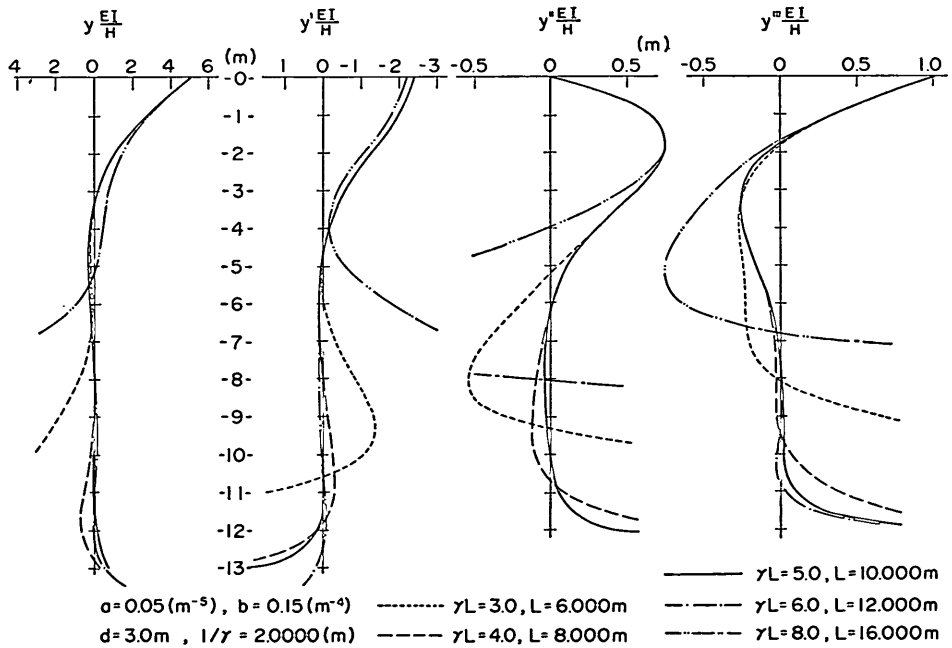 y EI/H y' EI/H y" EI/H y''' EI/H
(m) (m)
4 2 0 2 4 6 1 0 -1 -2 -3 -0.5 0 0.5 -0.5 0 0.5 1.0
-0-
-1-
-2-
-3-
-4-
-5-
-6-
-7-
-8-
-9-
-10-
-11-
-12-
-13-
γL=5.0, L=10.000m
a=0.05(m⁻⁵), b=0.15(m⁻⁴) γL=3.0, L=6.000m γL=6.0, L=12.000m
d=3.0m, 1/γ=2.0000(m) γL=4.0, L=8.000m γL=8.0, L=16.000m